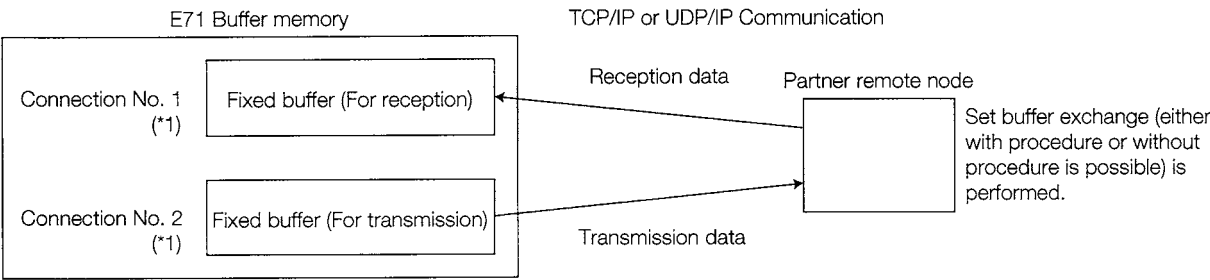 E71 Buffer memory
TCP/IP or UDP/IP Communication
Connection No. 1
(*1)
Fixed buffer (For reception)
Reception data
Partner remote node
Set buffer exchange (either
with procedure or without
procedure is possible) is
performed.
Connection No. 2
(*1)
Fixed buffer (For transmission)
Transmission data